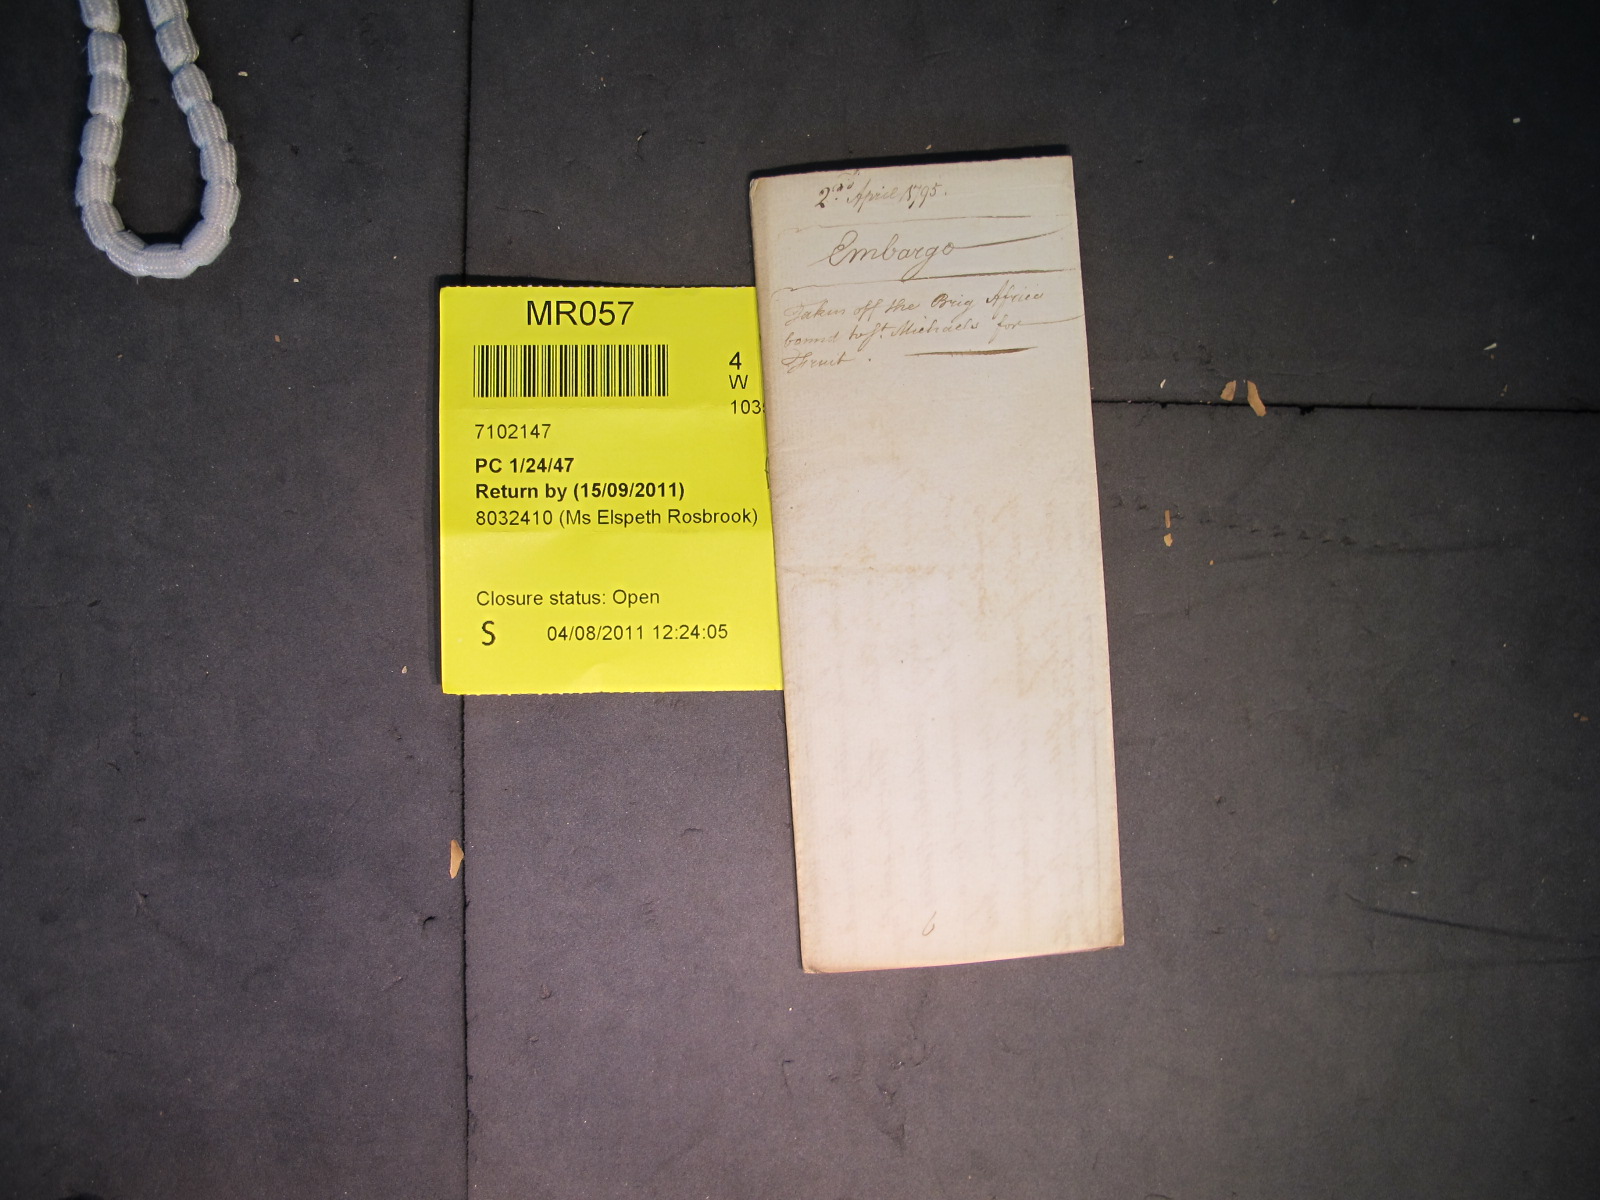 MR057
4
W
103
7102147
PC 1/24/47
Return by (15/09/2011)
8032410 (Ms Elspeth Rosbrook)
Closure status: Open
S 04/08/2011 12:24:05
2nd. April 1795.
Embargo
Taken off the Brig Africa
bound to St. Michaels for
Fruit.
6